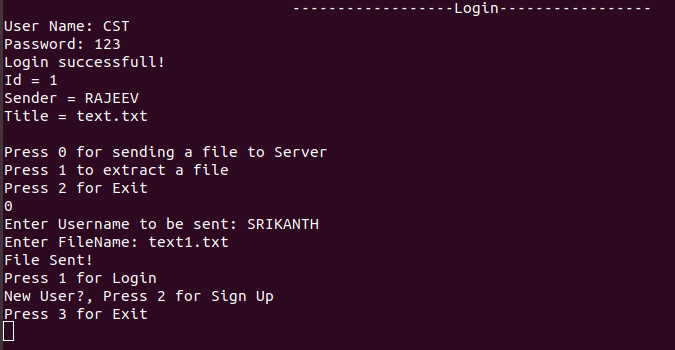 ------------------Login-----------------
User Name: CST
Password: 123
Login successfull!
Id = 1
Sender = RAJEEV
Title = text.txt
Press 0 for sending a file to Server
Press 1 to extract a file
Press 2 for Exit
0
Enter Username to be sent: SRIKANTH
Enter FileName: text1.txt
File Sent!
Press 1 for Login
New User?, Press 2 for Sign Up
Press 3 for Exit